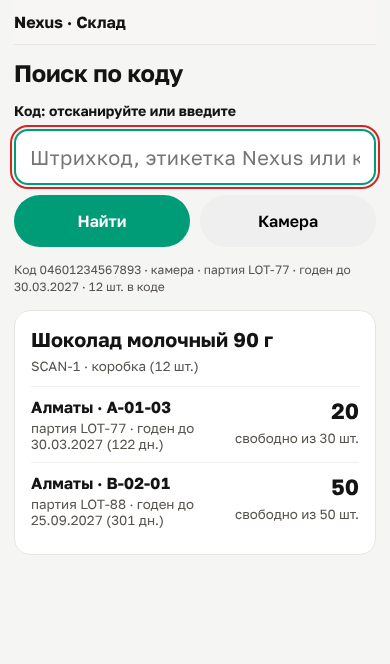 Nexus · Склад
Поиск по коду
Код: отсканируйте или введите
Штрихкод, этикетка Nexus или к
Найти
Камера
Код 04601234567893 · камера · партия LOT-77 · годен до
30.03.2027 · 12 шт. в коде
Шоколад молочный 90 г
SCAN-1 · коробка (12 шт.)
Алматы · A-01-03
20
партия LOT-77 · годен до
30.03.2027 (122 дн.)
свободно из 30 шт.
Алматы · B-02-01
50
партия LOT-88 · годен до
25.09.2027 (301 дн.)
свободно из 50 шт.